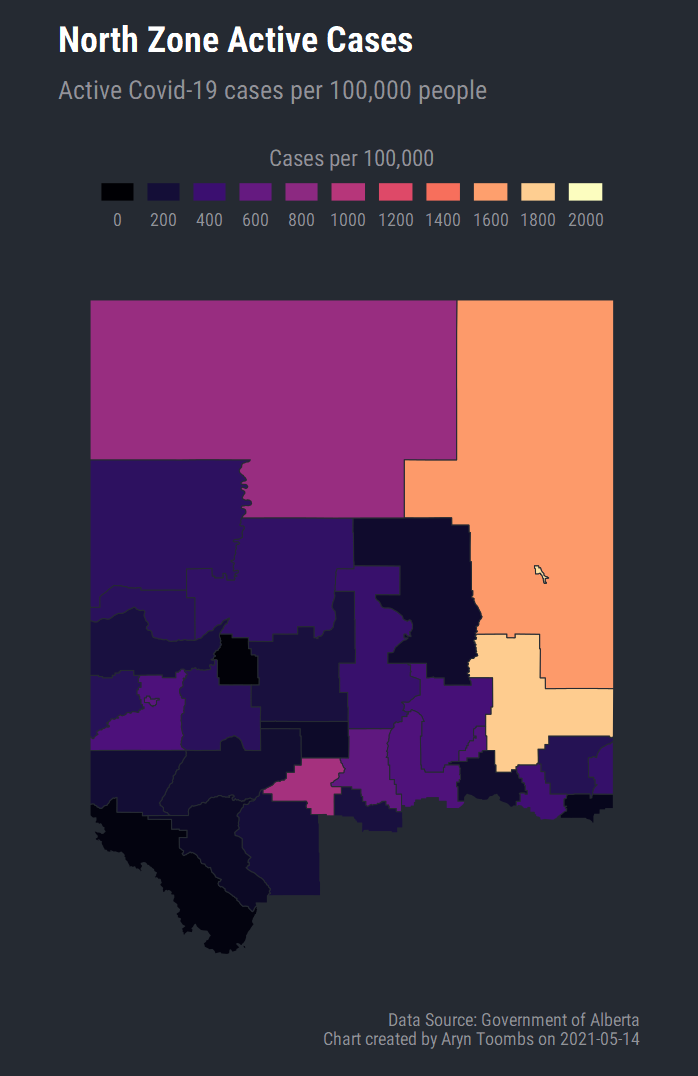 North Zone Active Cases
Active Covid-19 cases per 100,000 people
Cases per 100,000
0 200 400 600 800 1000 1200 1400 1600 1800 2000
Data Source: Government of Alberta
Chart created by Aryn Toombs on 2021-05-14